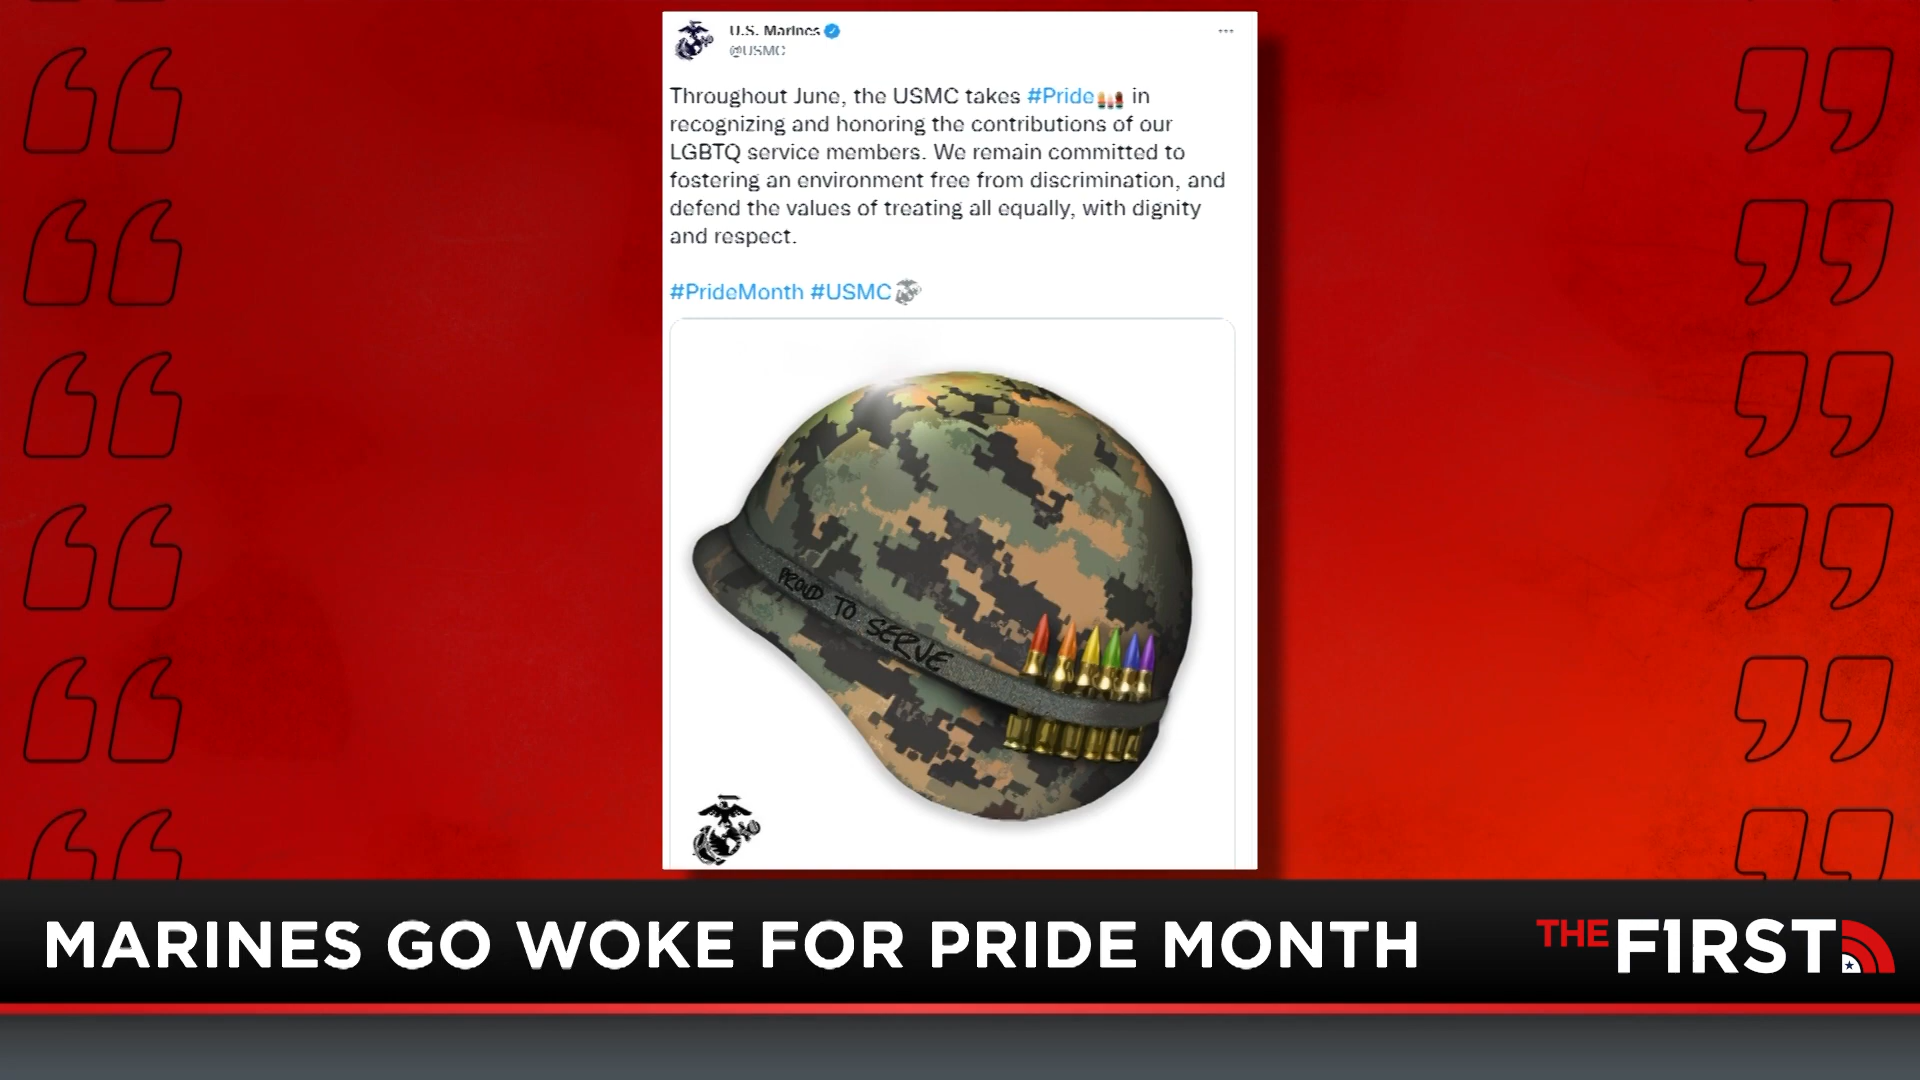 U.S. Marines
@USMC
Throughout June, the USMC takes #Pride in
recognizing and honoring the contributions of our
LGBTQ service members. We remain committed to
fostering an environment free from discrimination, and
defend the values of treating all equally, with dignity
and respect.
#PrideMonth #USMC
PROUD TO SERVE
MARINES GO WOKE FOR PRIDE MONTH
THE F1RST